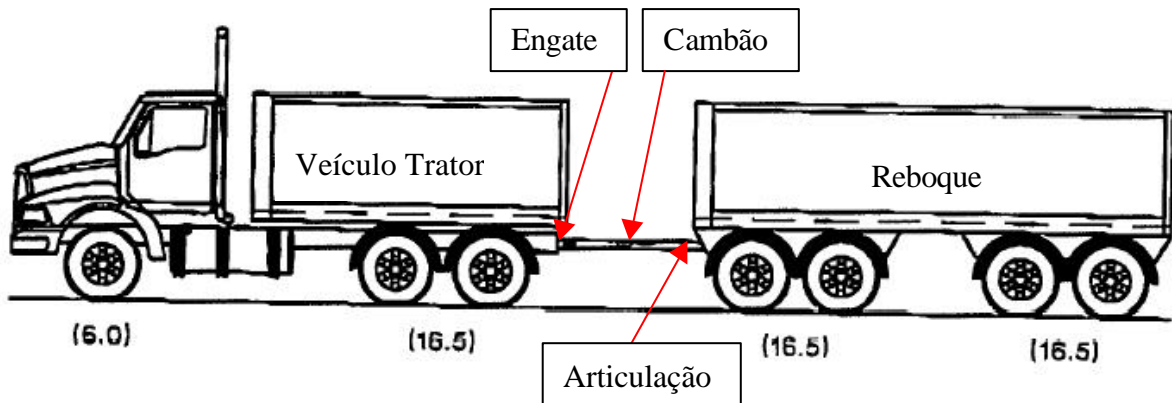 Engate
Cambão
Veículo Trator
Reboque
(6.0)
(16.5)
(16.5)
(16.5)
Articulação